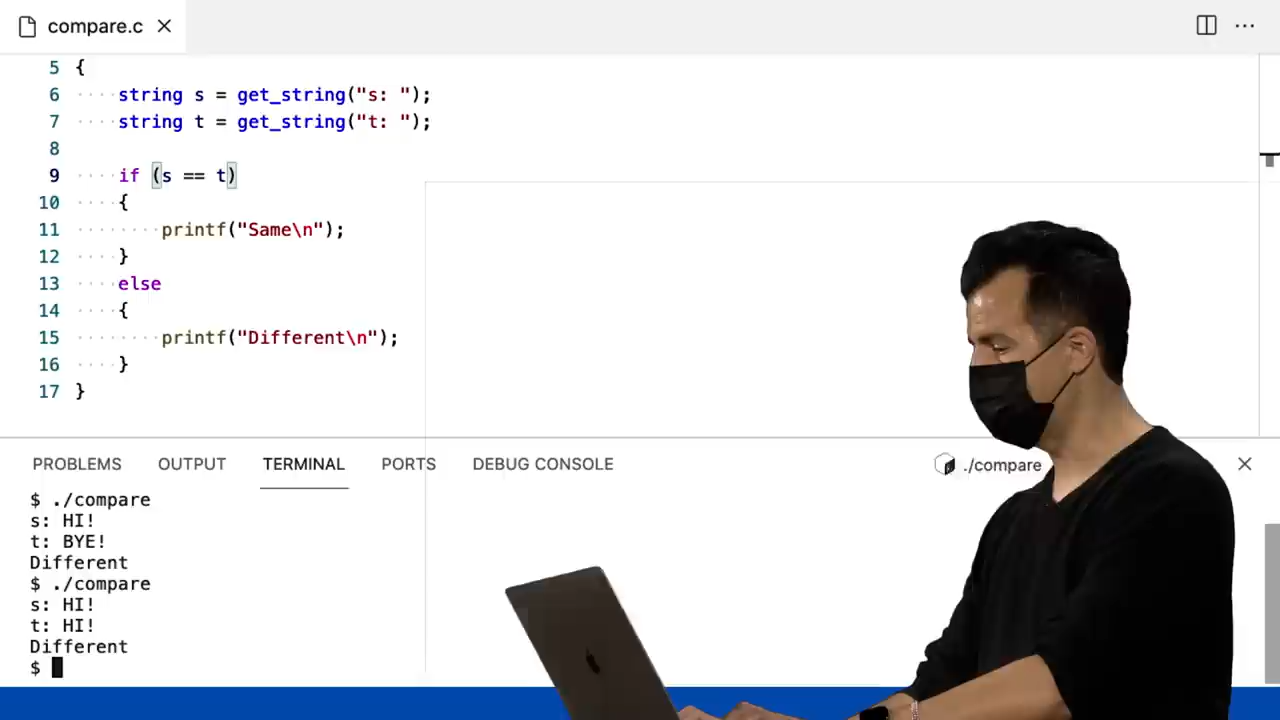 compare.c
5 {
6 string s = get_string("s: ");
7 string t = get_string("t: ");
8
9 if (s == t)
10 {
11 printf("Same\n");
12 }
13 else
14 {
15 printf("Different\n");
16 }
17 }
PROBLEMS OUTPUT TERMINAL PORTS DEBUG CONSOLE ./compare
$ ./compare
s: HI!
t: BYE!
Different
$ ./compare
s: HI!
t: HI!
Different
$